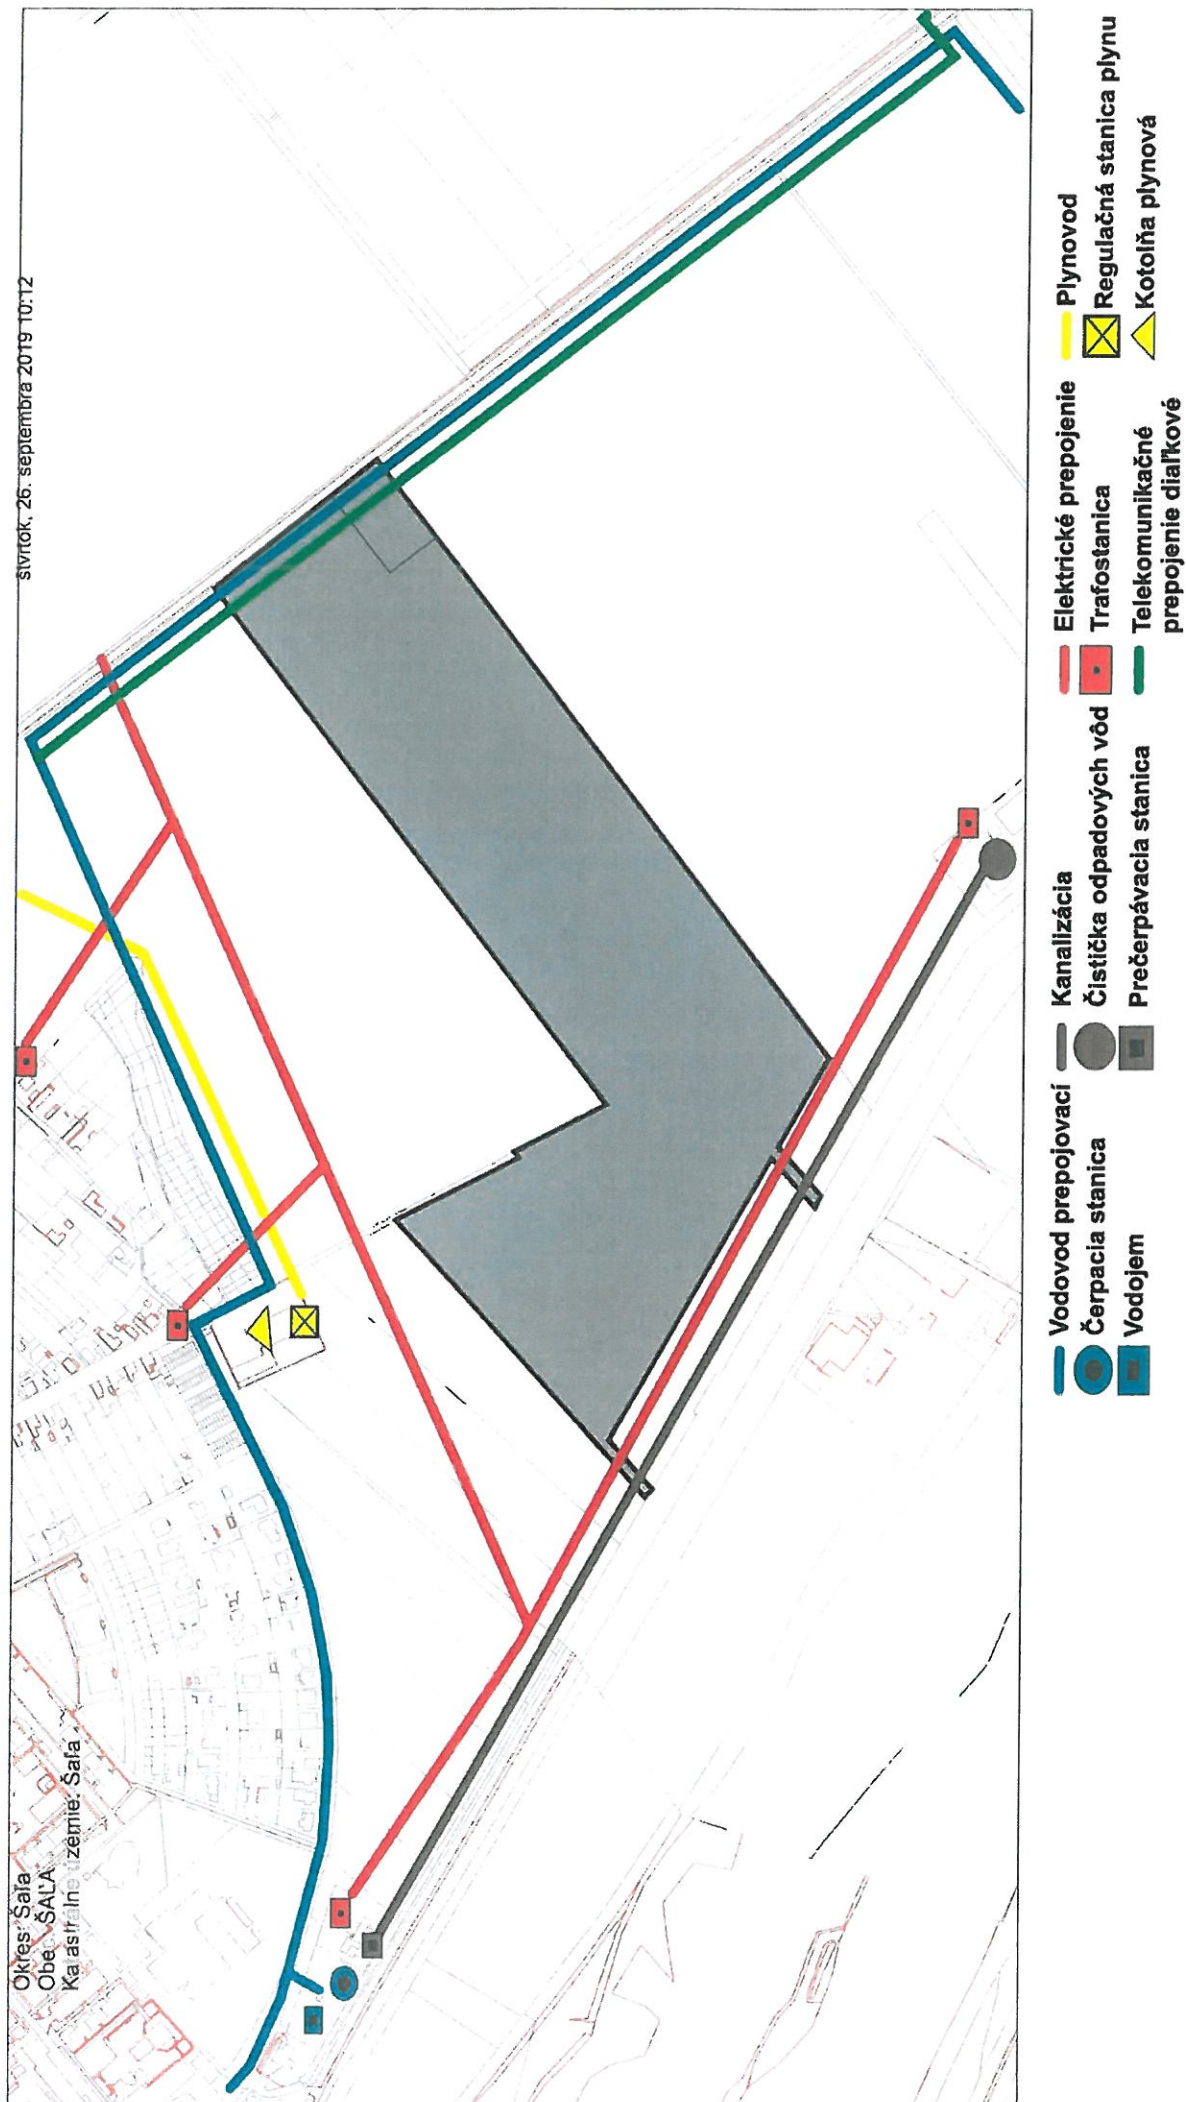 Okres: Šaľa
Obec: ŠAĽA
Katastrálne územie: Šaľa
štvrtok, 26. septembra 2019 10:12
Vodovod prepojovací
Čerpacia stanica
Vodojem
Kanalizácia
Čistička odpadových vôd
Prečerpávacia stanica
Elektrické prepojenie
Trafostanica
Telekomunikačné
prepojenie diaľkové
Plynovod
Regulačná stanica plynu
Kotolňa plynová